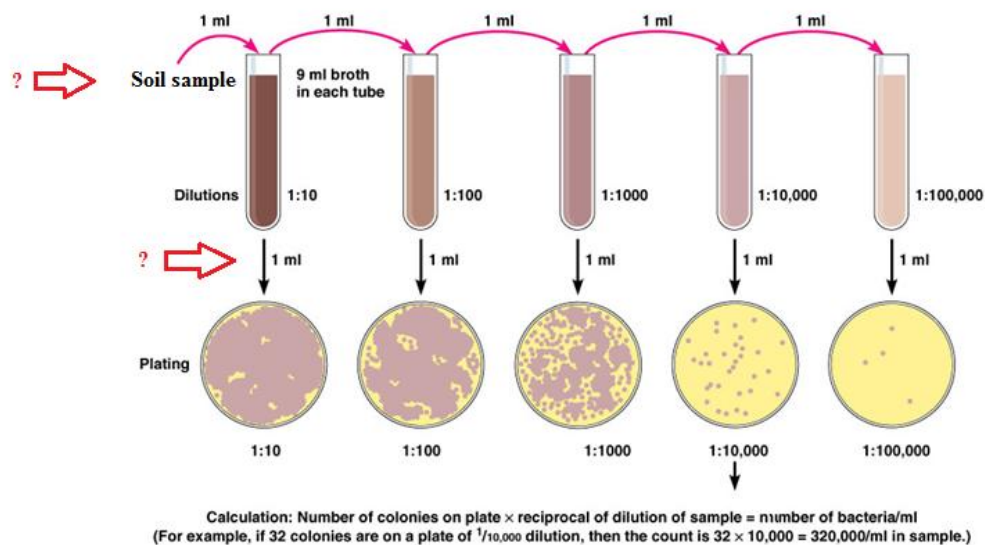 1 ml 1 ml 1 ml 1 ml 1 ml
? Soil sample 9 ml broth
in each tube
Dilutions 1:10 1:100 1:1000 1:10,000 1:100,000
? 1 ml 1 ml 1 ml 1 ml 1 ml
Plating
1:10 1:100 1:1000 1:10,000 1:100,000
Calculation: Number of colonies on plate × reciprocal of dilution of sample = number of bacteria/ml
(For example, if 32 colonies are on a plate of 1/10,000 dilution, then the count is 32 × 10,000 = 320,000/ml in sample.)